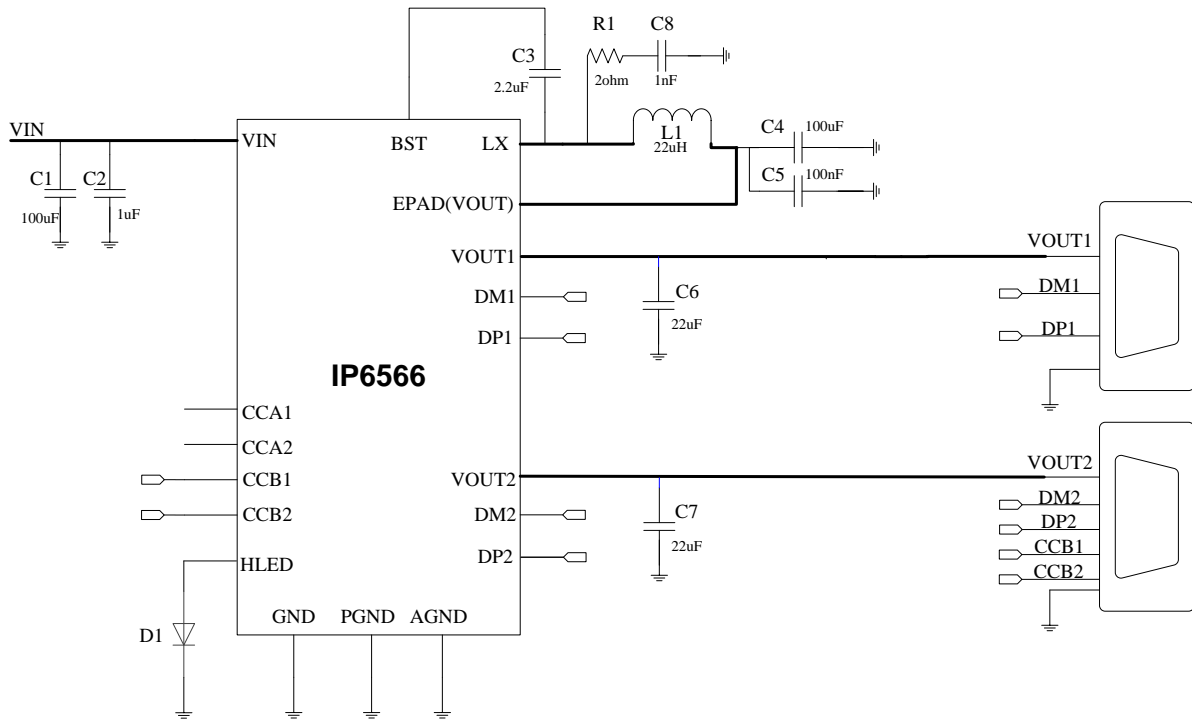 R1
C8
C3
2.2uF
2ohm
1nF
VIN
VIN
BST
LX
L1
22uH
C4
100uF
C5
100nF
C1
C2
100uF
1uF
EPAD(VOUT)
VOUT1
VOUT1
DM1
C6
DM1
22uF
DP1
DP1
IP6566
CCA1
CCA2
CCB1
CCB2
VOUT2
VOUT2
DM2
C7
DM2
DP2
22uF
DP2
CCB1
CCB2
HLED
GND
PGND
AGND
D1